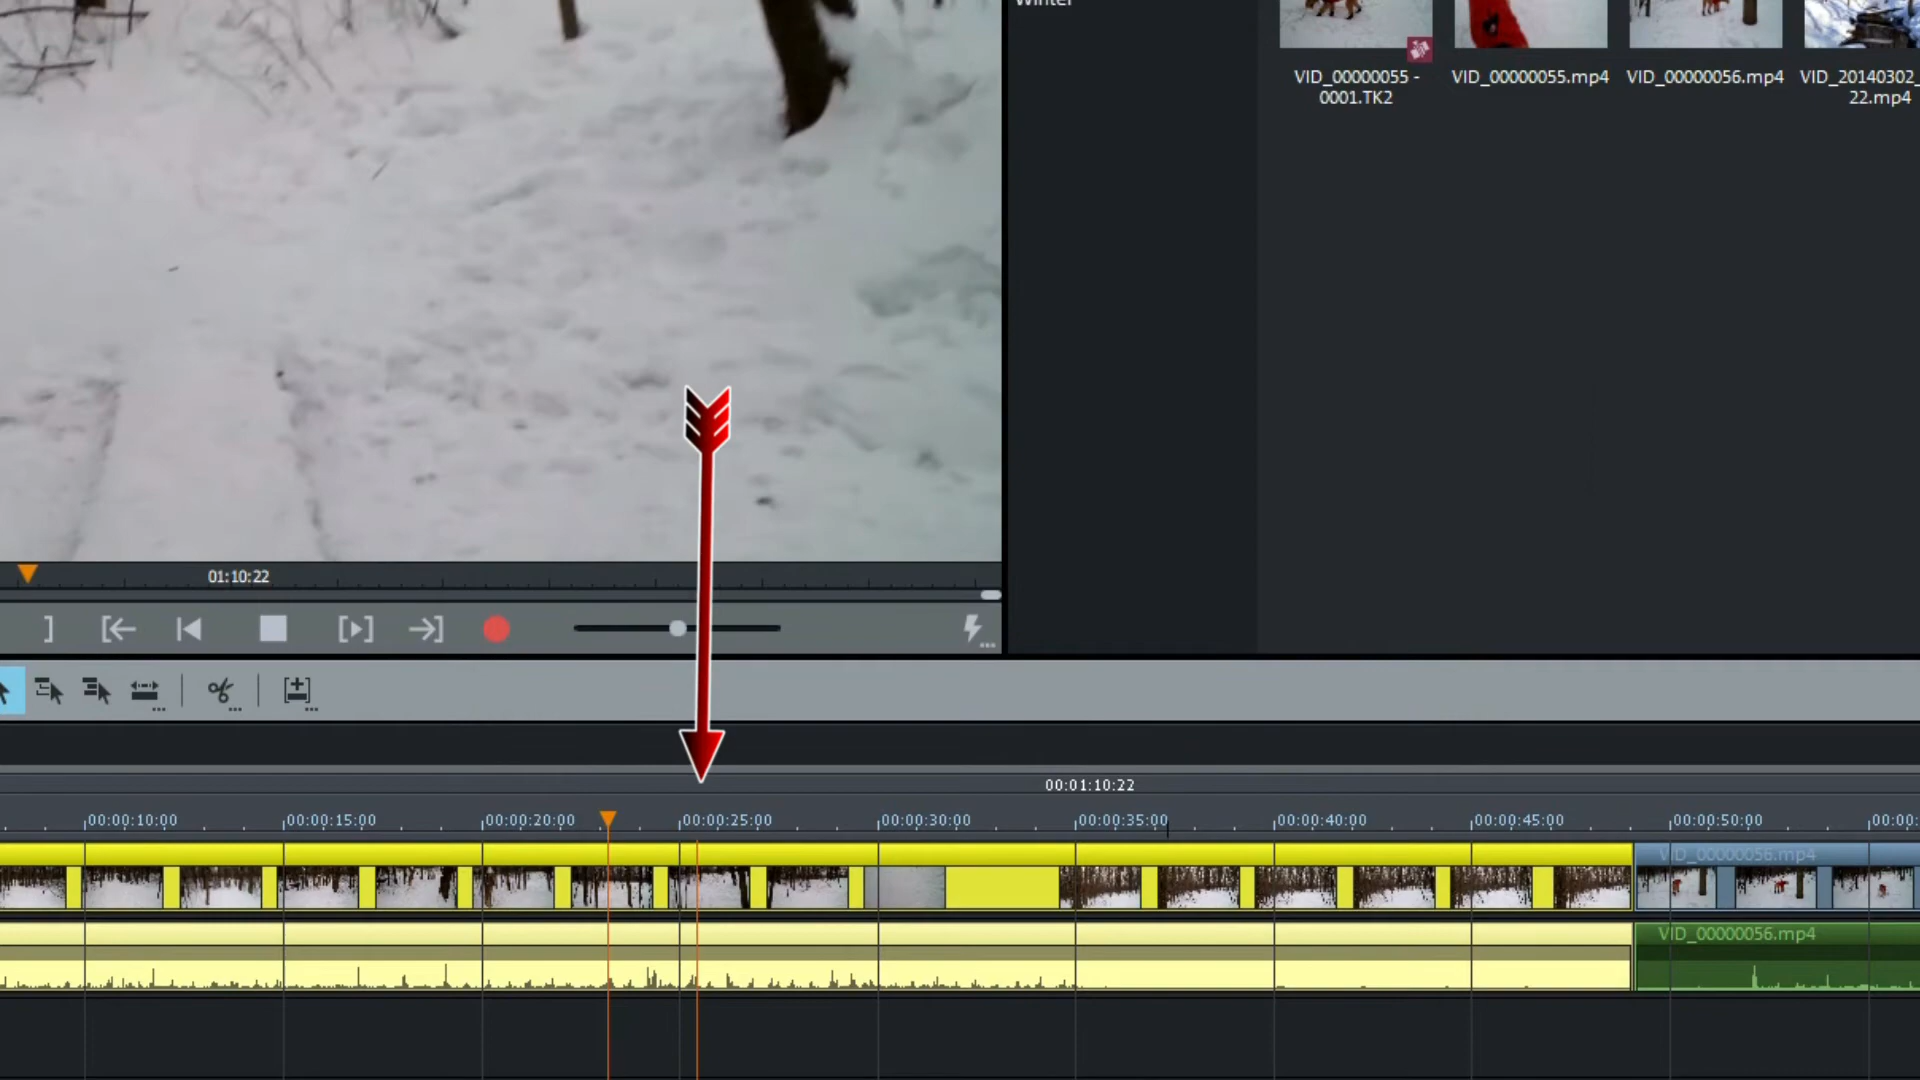 Winter
VID_00000055 -
0001.TK2
VID_00000055.mp4
VID_00000056.mp4
VID_20140302_
22.mp4
01:10:22
00:01:10:22
00:00:10:00
00:00:15:00
00:00:20:00
00:00:25:00
00:00:30:00
00:00:35:00
00:00:40:00
00:00:45:00
00:00:50:00
00:00:
VID_00000056.mp4
VID_00000056.mp4